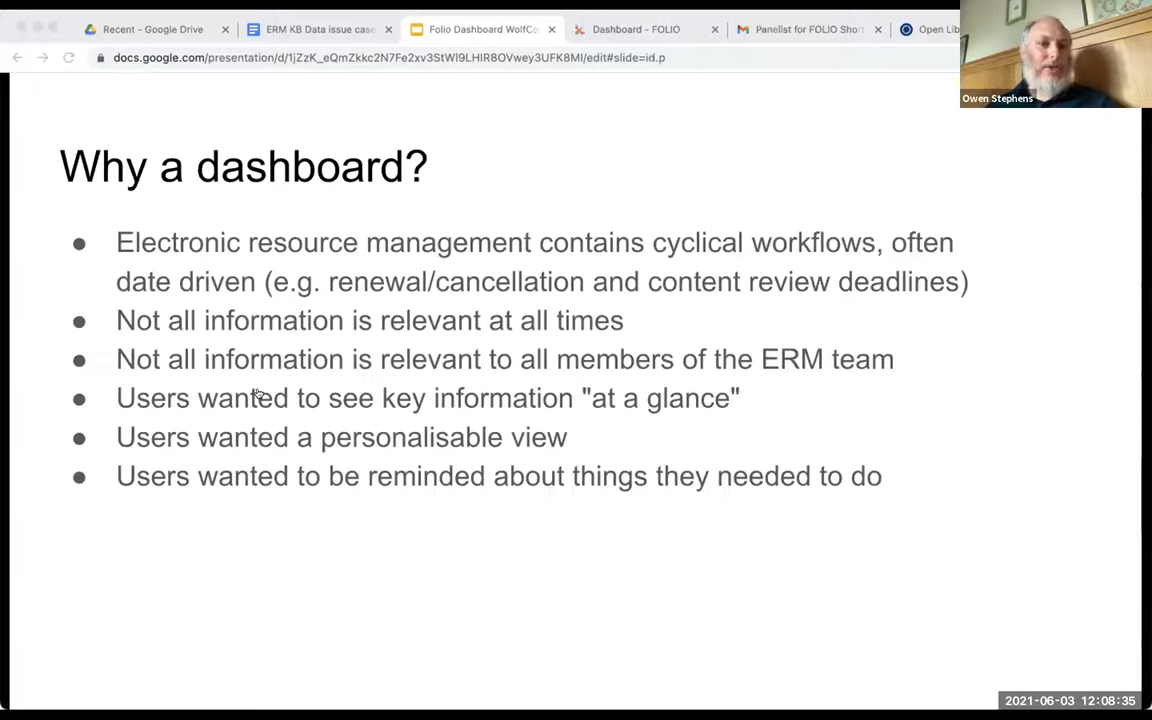 Recent - Google Drive
ERM KB Data issue case
Folio Dashboard WolfCo
Dashboard - FOLIO
Panelist for FOLIO Short
Open Lib
docs.google.com/presentation/d/1jZzK_eQmZkkc2N7Fe2xv3StWl9LHIR8OVwey3UFK8MI/edit#slide=id.p
Owen Stephens
Why a dashboard?
● Electronic resource management contains cyclical workflows, often
date driven (e.g. renewal/cancellation and content review deadlines)
● Not all information is relevant at all times
● Not all information is relevant to all members of the ERM team
● Users wanted to see key information "at a glance"
● Users wanted a personalisable view
● Users wanted to be reminded about things they needed to do
2021-06-03 12:08:35